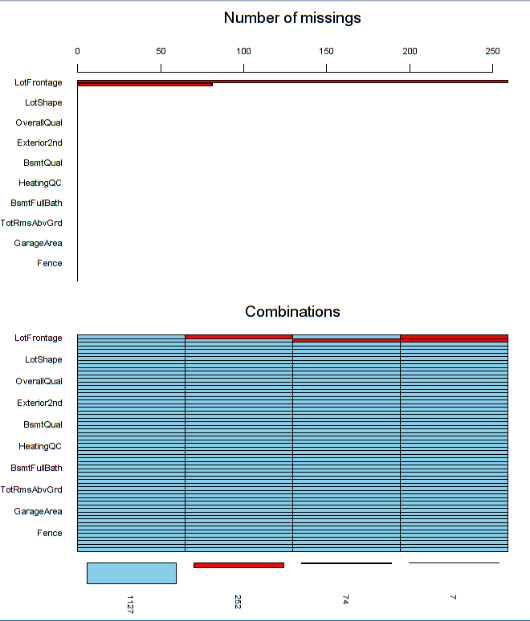 Number of missings
0 50 100 150 200 250
LotFrontage
LotShape
OverallQual
Exterior2nd
BsmtQual
HeatingQC
BsmtFullBath
TotRmsAbvGrd
GarageArea
Fence
Combinations
LotFrontage
LotShape
OverallQual
Exterior2nd
BsmtQual
HeatingQC
BsmtFullBath
TotRmsAbvGrd
GarageArea
Fence
1127 252 74 7